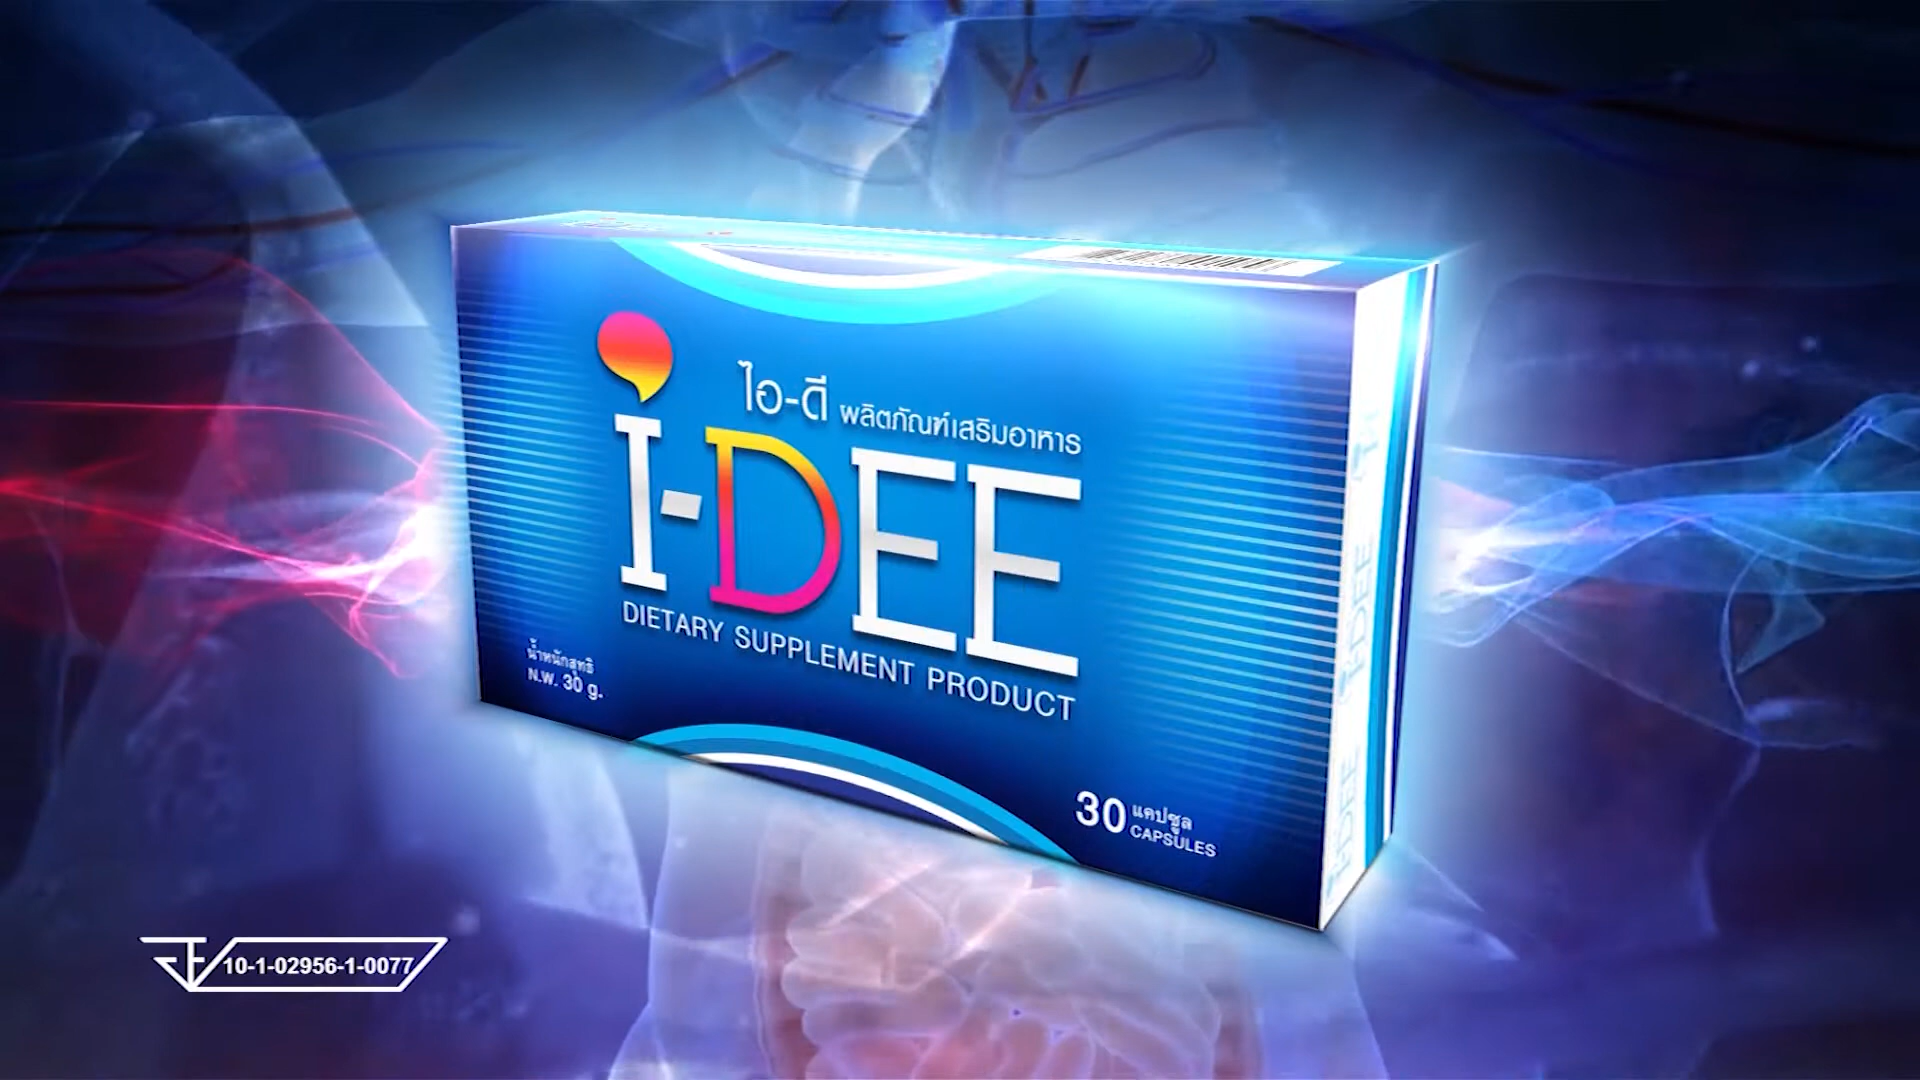 ไอ-ดี ผลิตภัณฑ์เสริมอาหาร
i-DEE
DIETARY SUPPLEMENT PRODUCT
น้ำหนักสุทธิ
N.W. 30 g.
30 แคปซูล
CAPSULES
i-DEE
i-DEE
10-1-02956-1-0077